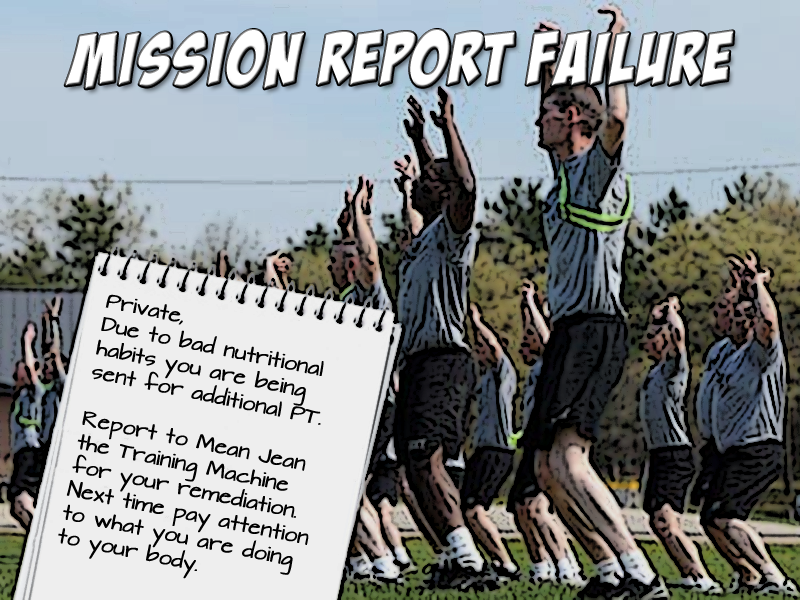 MISSION REPORT FAILURE
Private,
Due to bad nutritional
habits you are being
sent for additional PT.
Report to Mean Jean
the Training Machine
for your remediation.
Next time pay attention
to what you are doing
to your body.